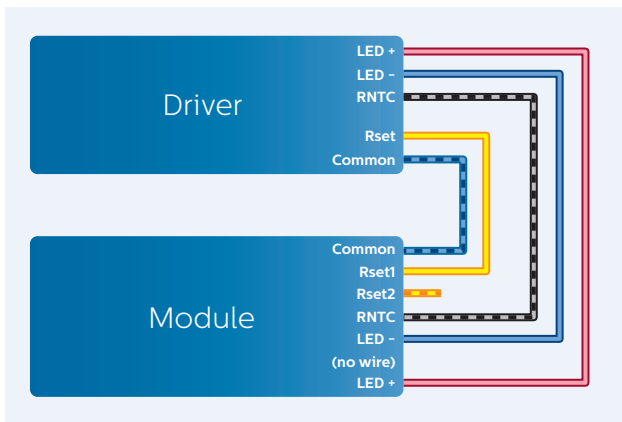 Driver
LED +
LED –
RNTC
Rset
Common
Module
Common
Rset1
Rset2
RNTC
LED –
(no wire)
LED +